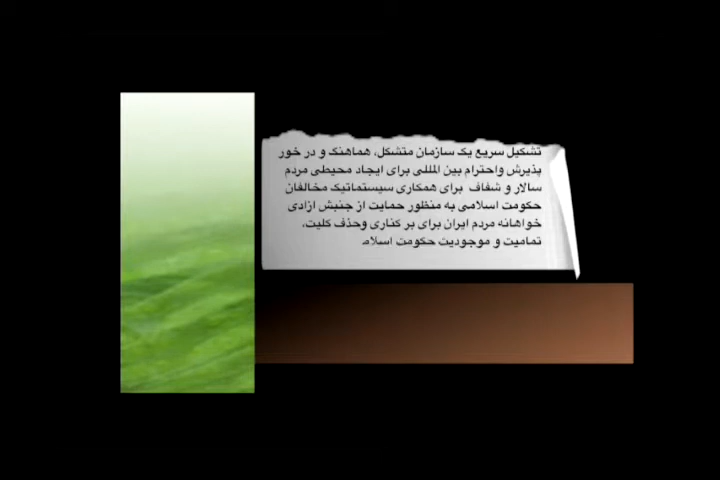 تشکیل سریع یک سازمان متشکل، هماهنگ و در خور
پذیرش واحترام بین المللی برای ایجاد محیطی مردم
سالار و شفاف برای همکاری سیستماتیک مخالفان
حکومت اسلامی به منظور حمایت از جنبش ازادی
خواهانه مردم ایران برای بر کناری وحذف کلیت،
تمامیت و موجودیت حکومت اسلام